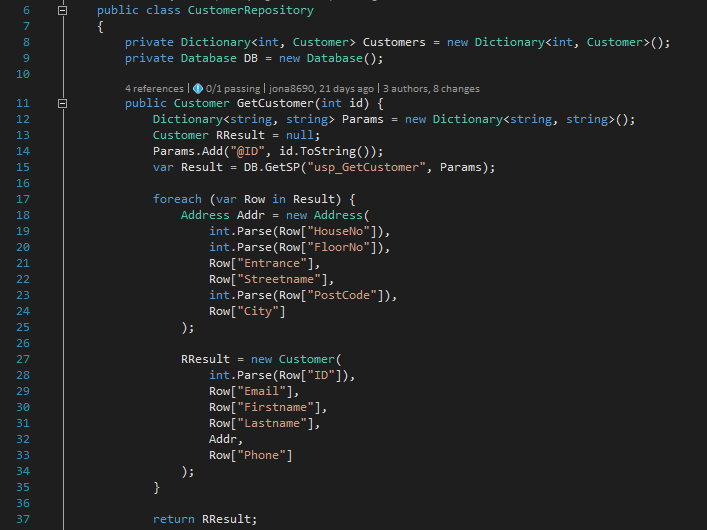 6 public class CustomerRepository
7 {
8 private Dictionary<int, Customer> Customers = new Dictionary<int, Customer>();
9 private Database DB = new Database();
10
4 references | 0/1 passing | jona8690, 21 days ago | 3 authors, 8 changes
11 public Customer GetCustomer(int id) {
12 Dictionary<string, string> Params = new Dictionary<string, string>();
13 Customer RResult = null;
14 Params.Add("@ID", id.ToString());
15 var Result = DB.GetSP("usp_GetCustomer", Params);
16
17 foreach (var Row in Result) {
18 Address Addr = new Address(
19 int.Parse(Row["HouseNo"]),
20 int.Parse(Row["FloorNo"]),
21 Row["Entrance"],
22 Row["Streetname"],
23 int.Parse(Row["PostCode"]),
24 Row["City"]
25 );
26
27 RResult = new Customer(
28 int.Parse(Row["ID"]),
29 Row["Email"],
30 Row["Firstname"],
31 Row["Lastname"],
32 Addr,
33 Row["Phone"]
34 );
35 }
36
37 return RResult;